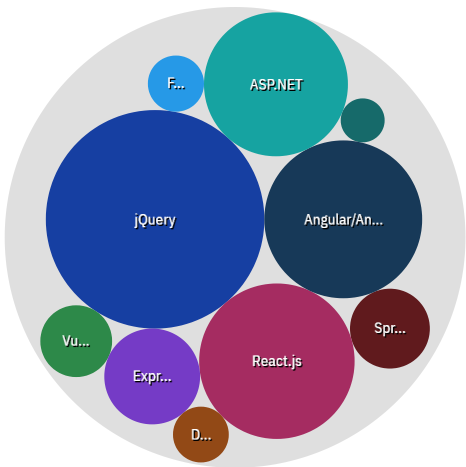 F...
ASP.NET
jQuery
Angular/An...
Vu...
Expr...
React.js
Spr...
D...